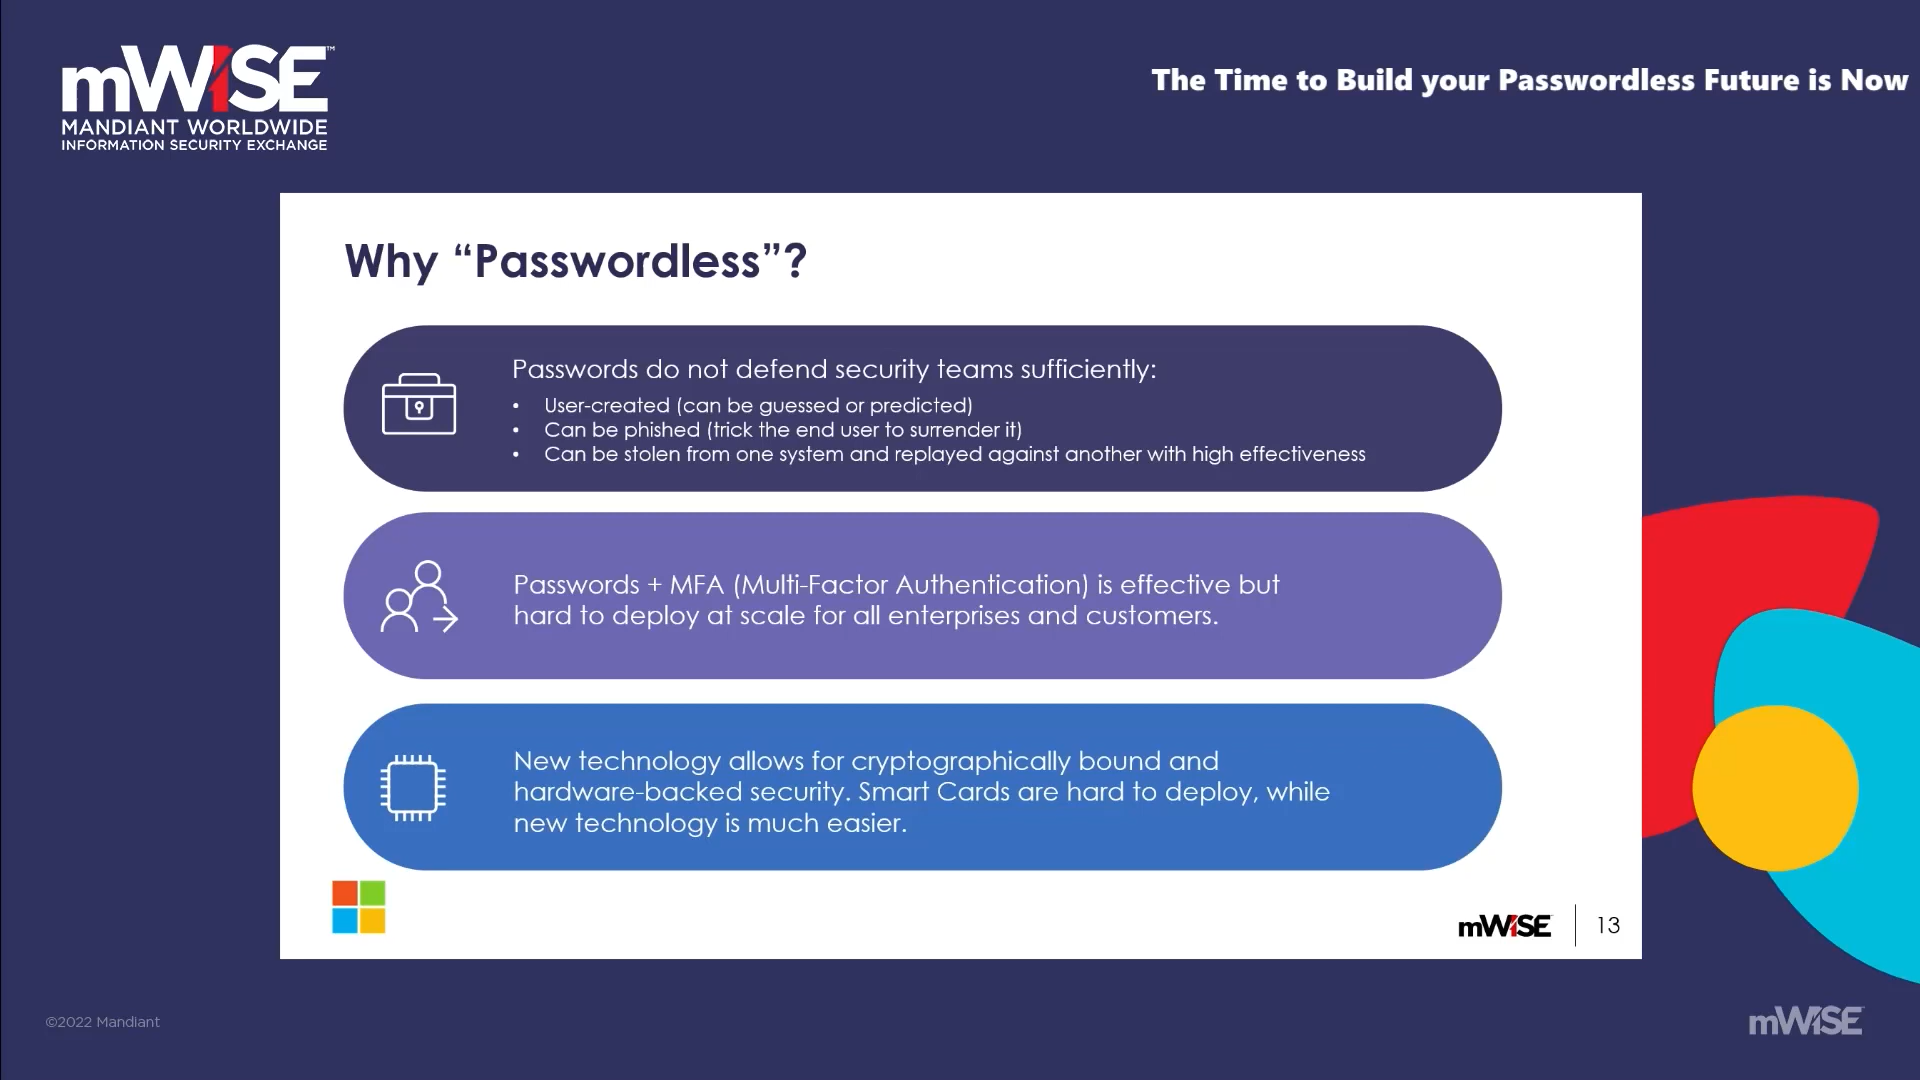 mWISE™
MANDIANT WORLDWIDE
INFORMATION SECURITY EXCHANGE
The Time to Build your Passwordless Future is Now
Why “Passwordless”?
Passwords do not defend security teams sufficiently:
• User-created (can be guessed or predicted)
• Can be phished (trick the end user to surrender it)
• Can be stolen from one system and replayed against another with high effectiveness
Passwords + MFA (Multi-Factor Authentication) is effective but
hard to deploy at scale for all enterprises and customers.
New technology allows for cryptographically bound and
hardware-backed security. Smart Cards are hard to deploy, while
new technology is much easier.
mWISE
13
©2022 Mandiant
mWISE